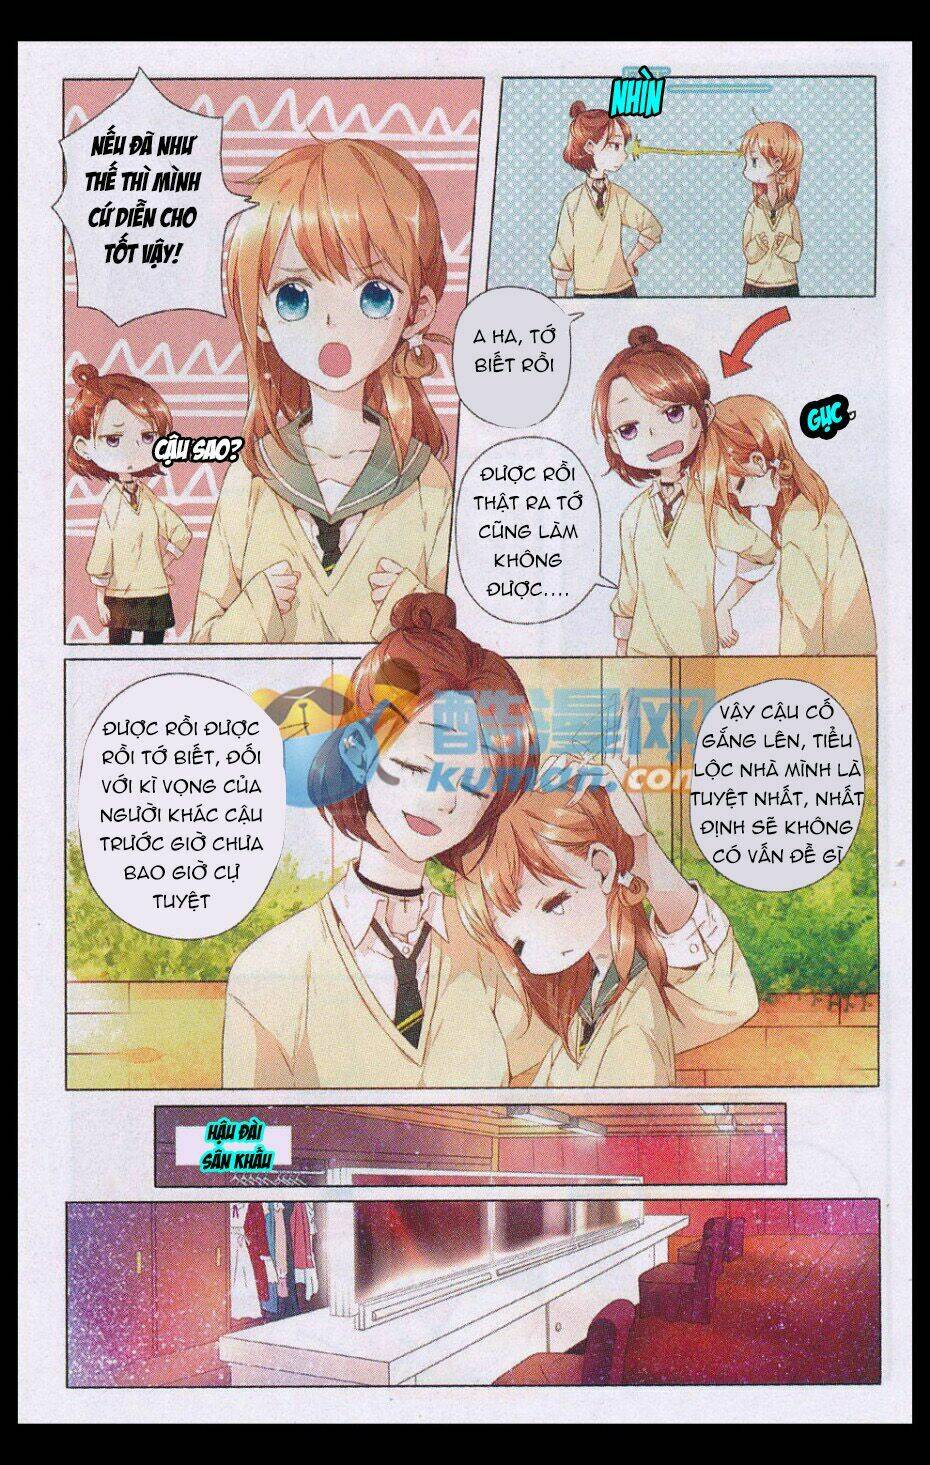 NẾU ĐÃ NHƯ
THẾ THÌ MÌNH
CỨ DIỄN CHO
TỐT VẬY!
CẬU SAO?
NHÌN
A HA, TỚ
BIẾT RỒI
GỤC
ĐƯỢC RỒI
THẬT RA TỚ
CŨNG LÀM
KHÔNG
ĐƯỢC....
ĐƯỢC RỒI ĐƯỢC
RỒI TỚ BIẾT, ĐỐI
VỚI KÌ VỌNG CỦA
NGƯỜI KHÁC CẬU
TRƯỚC GIỜ CHƯA
BAO GIỜ CỰ
TUYỆT
酷漫网
kuman.com
VẬY CẬU CỐ
GẮNG LÊN, TIỂU
LỘC NHÀ MÌNH LÀ
TUYỆT NHẤT, NHẤT
ĐỊNH SẼ KHÔNG
CÓ VẤN ĐỀ GÌ
HẬU ĐÀI
SÂN KHẤU